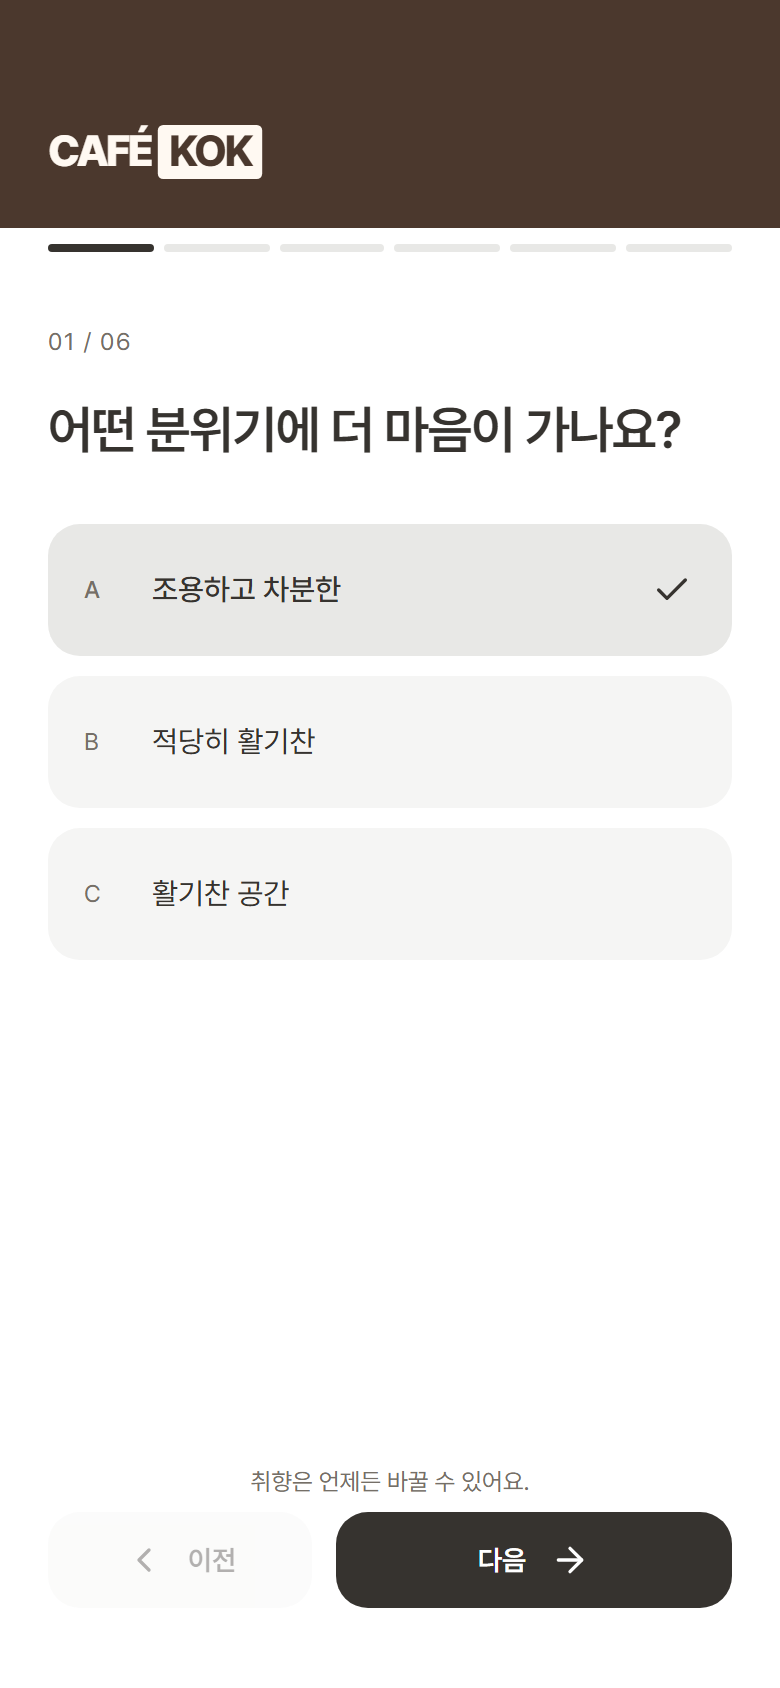 CAFÉ KOK
01 / 06
어떤 분위기에 더 마음이 가나요?
A 조용하고 차분한
B 적당히 활기찬
C 활기찬 공간
취향은 언제든 바꿀 수 있어요.
이전 다음